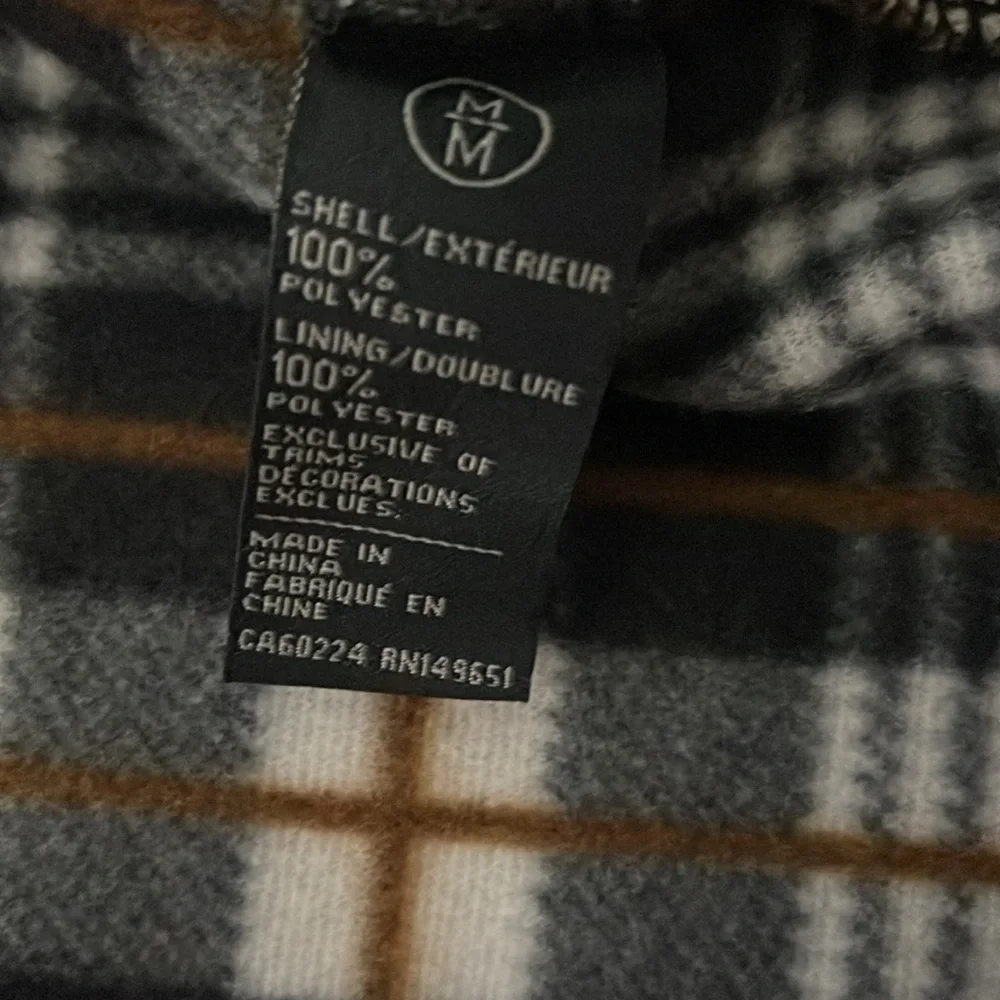 M
M
SHELL/EXTÉRIEUR
100%
POLYESTER
LINING/DOUBLURE
100%
POLYESTER
EXCLUSIVE OF
TRIMS
DÉCORATIONS
EXCLUES.
MADE IN
CHINA
FABRIQUÉ EN
CHINE
CA60224 RN149651